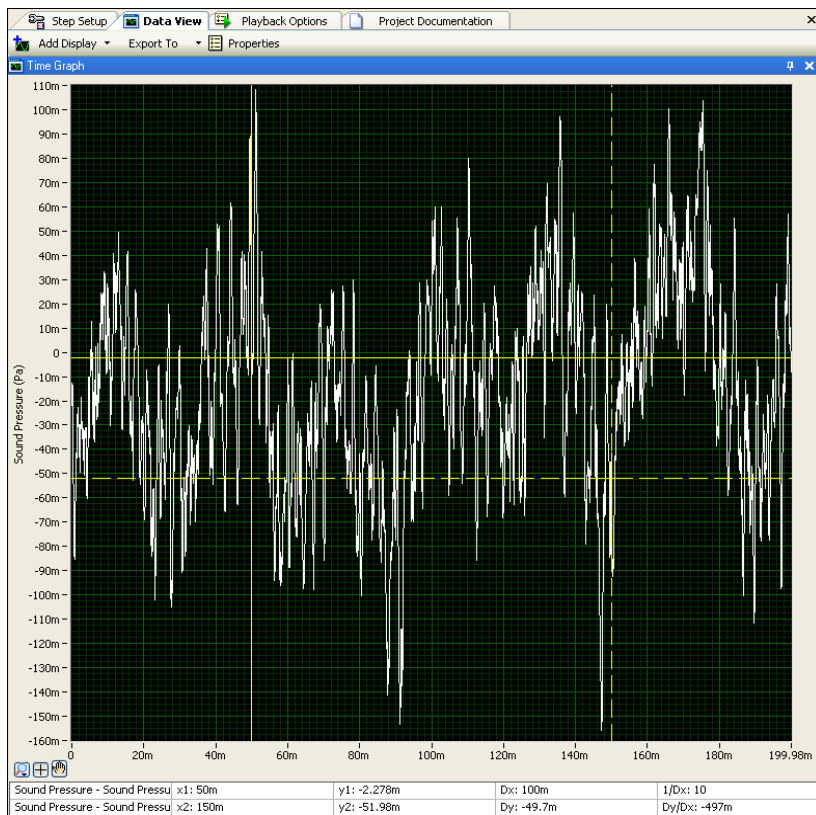 Step Setup Data View Playback Options Project Documentation
Add Display Export To Properties
Time Graph
110m
100m
90m
80m
70m
60m
50m
40m
30m
20m
10m
0
-10m
-20m
-30m
-40m
-50m
-60m
-70m
-80m
-90m
-100m
-110m
-120m
-130m
-140m
-150m
-160m
Sound Pressure (Pa)
0 20m 40m 60m 80m 100m 120m 140m 160m 180m 199.98m
Sound Pressure - Sound Pressu x1: 50m y1: -2.278m Dx: 100m 1/Dx: 10
Sound Pressure - Sound Pressu x2: 150m y2: -51.98m Dy: -49.7m Dy/Dx: -497m